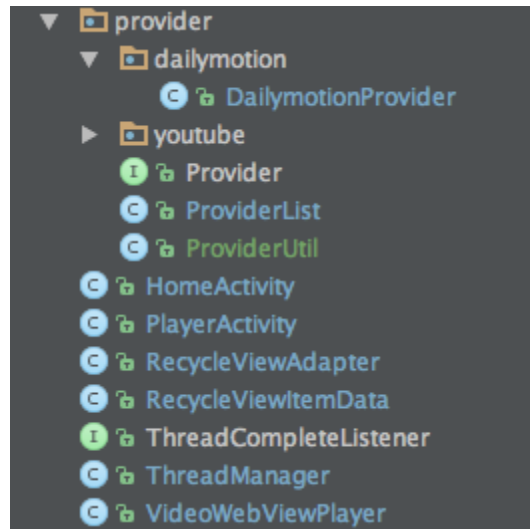 provider
dailymotion
C DailymotionProvider
youtube
I Provider
C ProviderList
C ProviderUtil
C HomeActivity
C PlayerActivity
C RecycleViewAdapter
C RecycleViewItemData
I ThreadCompleteListener
C ThreadManager
C VideoWebViewPlayer